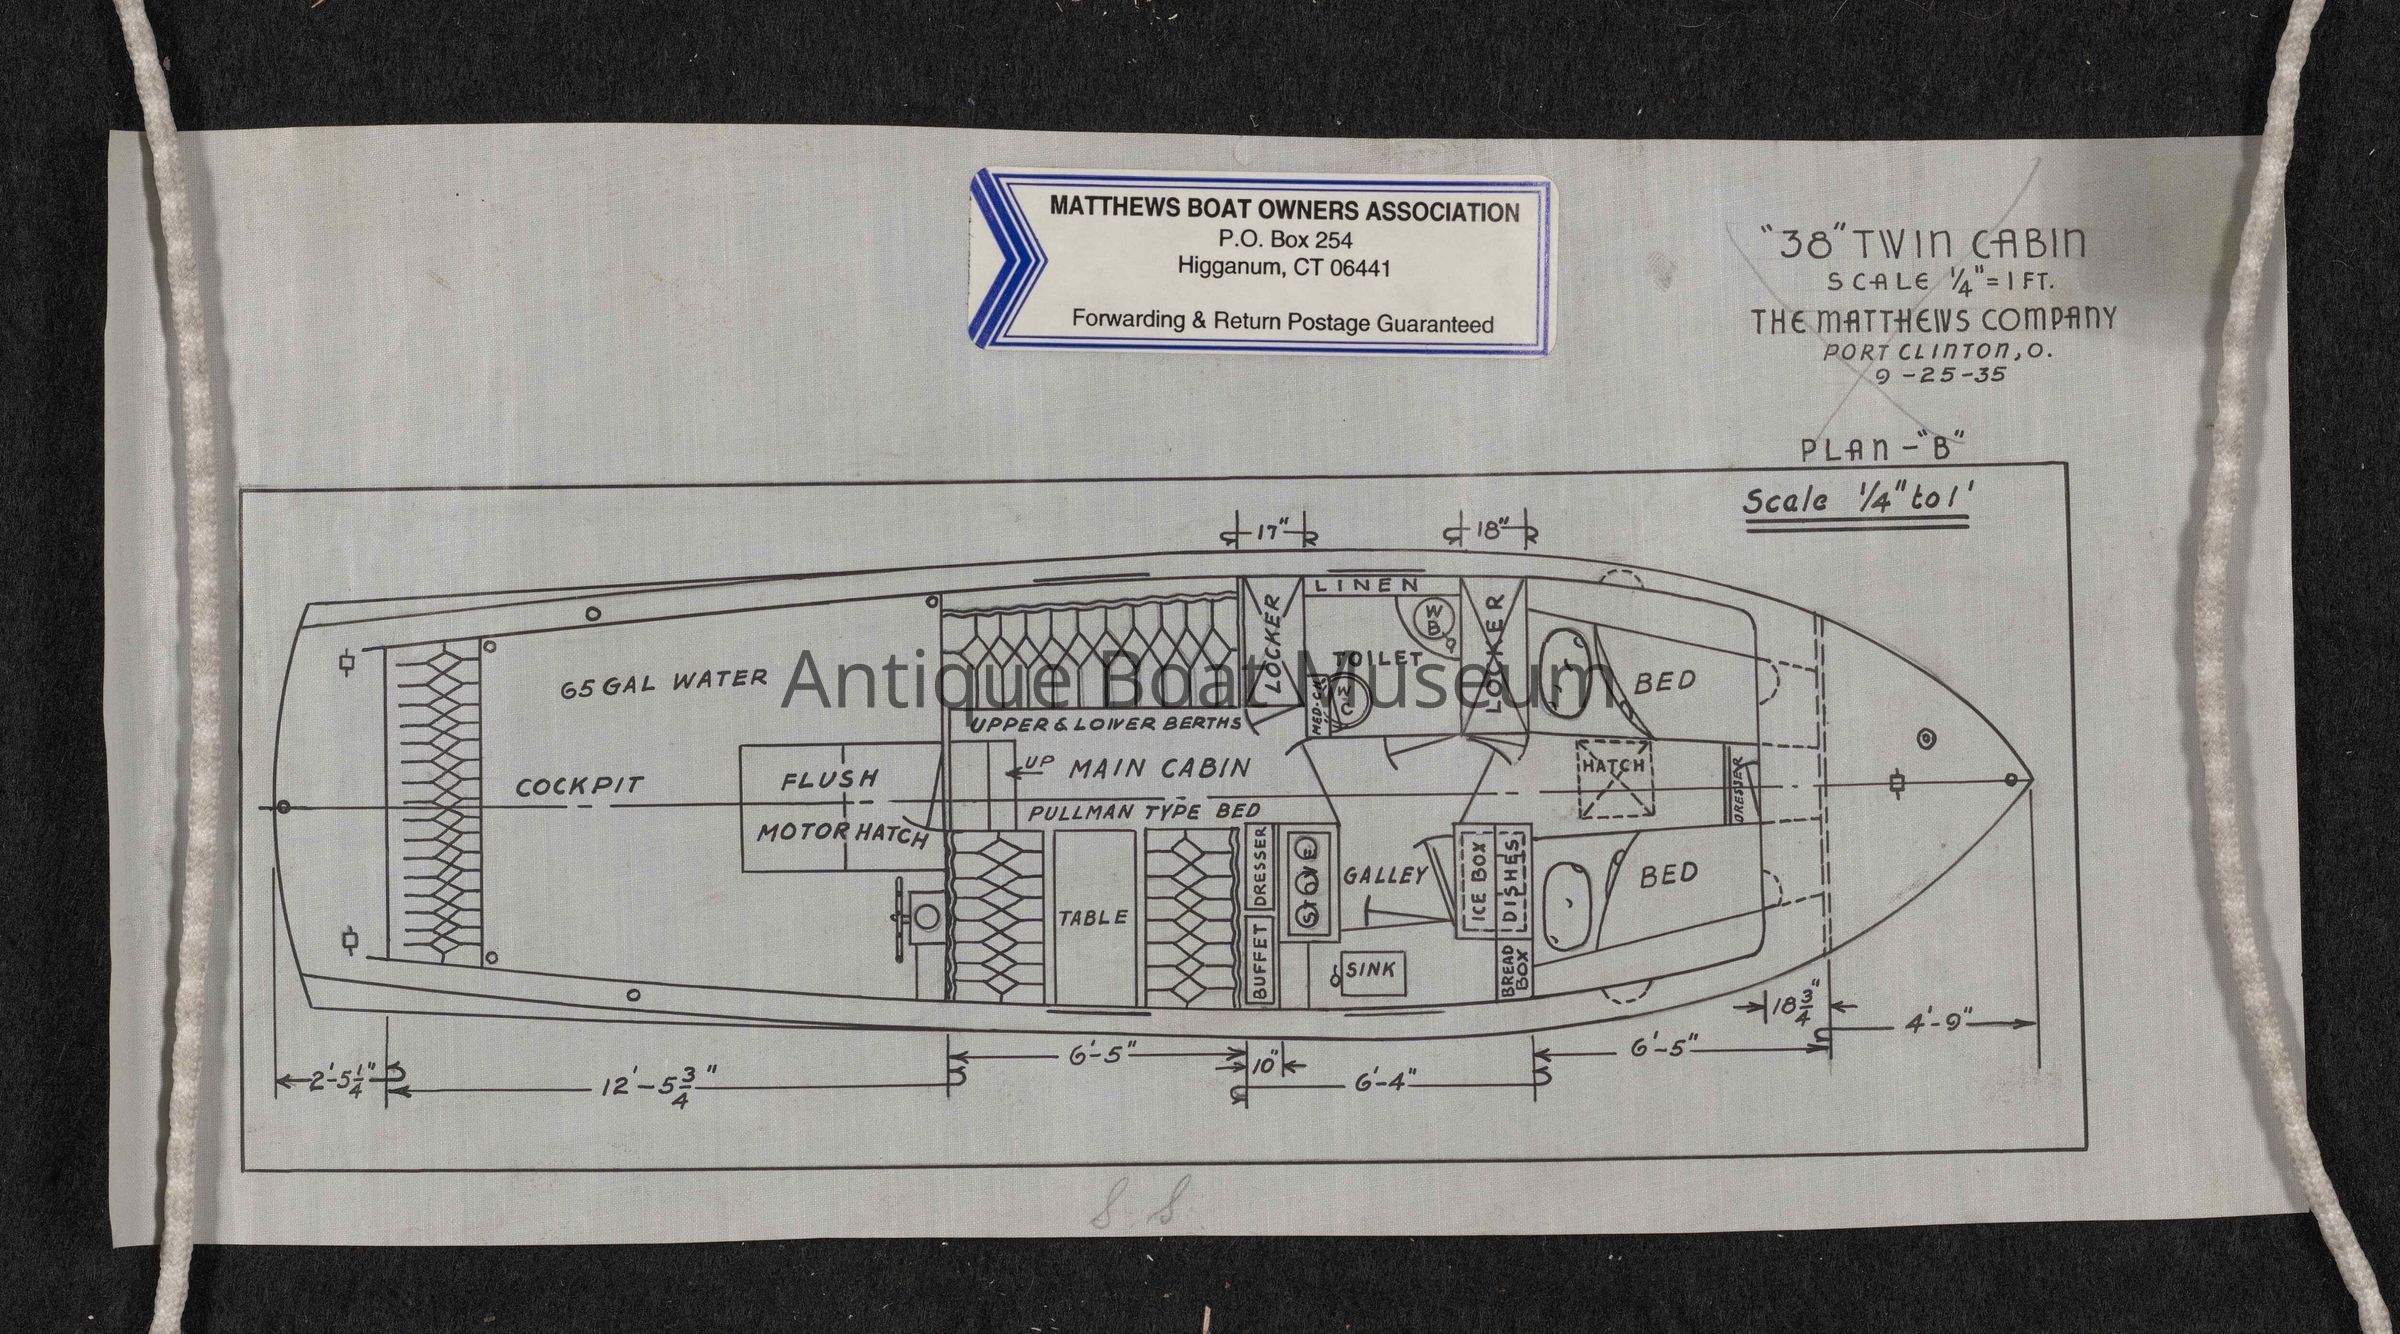 MATTHEWS BOAT OWNERS ASSOCIATION
P.O. Box 254
Higganum, CT 06441
Forwarding & Return Postage Guaranteed
"38" TWIN CABIN
SCALE 1/4" = 1 FT.
THE MATTHEWS COMPANY
PORT CLINTON, O.
9-25-35
PLAN-"B"
Scale 1/4" to 1'
17"
18"
LINEN
LOCKER
WB
LOCKER
TOILET
MED. C.
WC
BED
65 GAL WATER
Antique Boat Museum
UPPER & LOWER BERTHS
UP
MAIN CABIN
HATCH
DRESSER
COCKPIT
FLUSH
MOTOR HATCH
PULLMAN TYPE BED
DRESSER
STOVE
GALLEY
ICE BOX
DISHES
BED
TABLE
BUFFET
SINK
BREAD BOX
18 3/4"
4'-9"
6'-5"
6'-5"
10"
2'-5 1/4"
12'-5 3/4"
6'-4"
S. S.